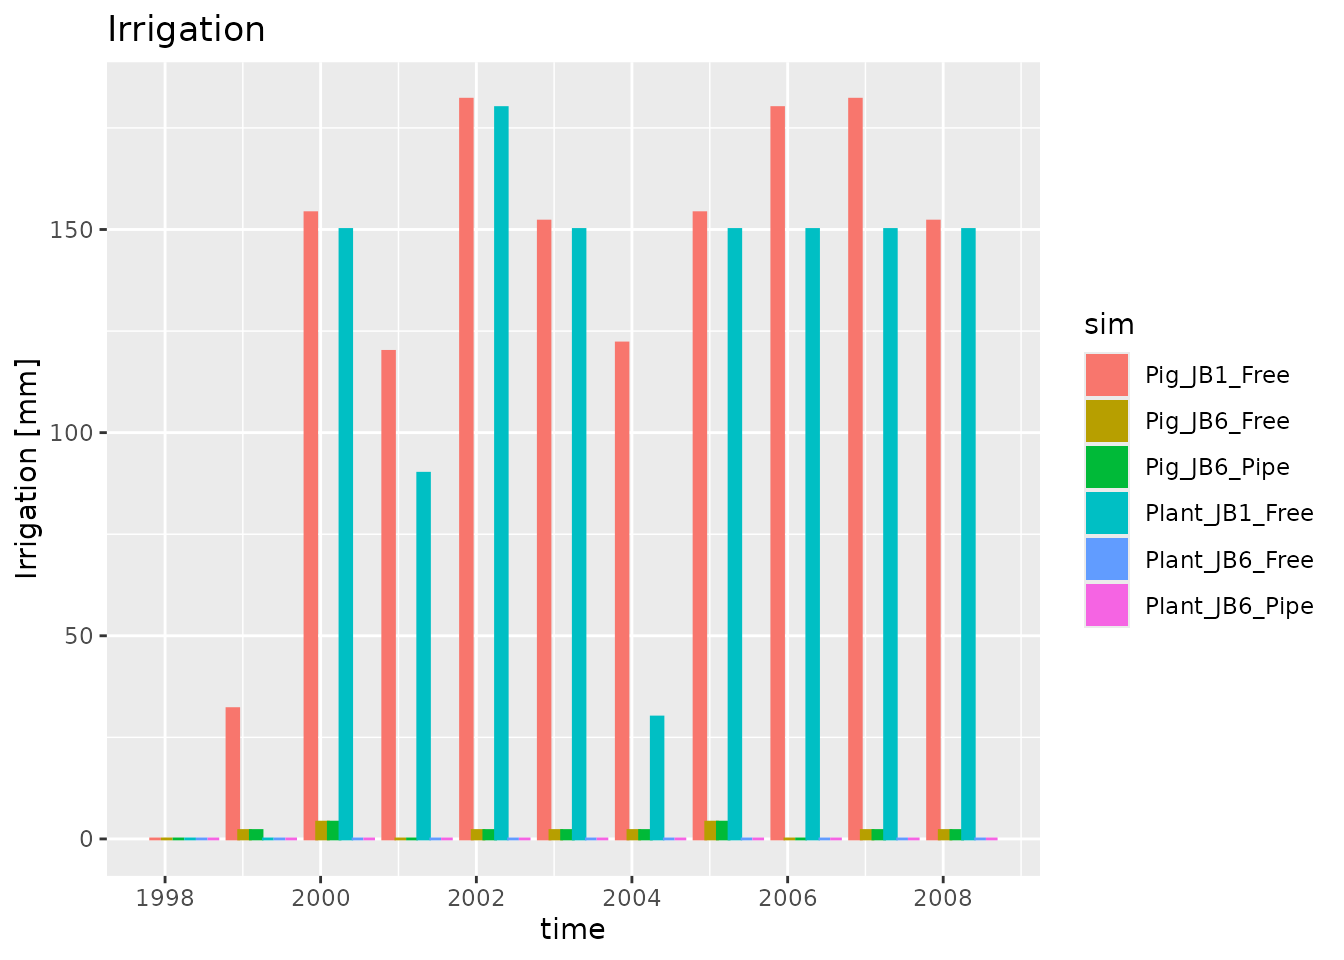 Irrigation
Irrigation [mm]
150
100
50
0
1998 2000 2002 2004 2006 2008
time
sim
Pig_JB1_Free
Pig_JB6_Free
Pig_JB6_Pipe
Plant_JB1_Free
Plant_JB6_Free
Plant_JB6_Pipe